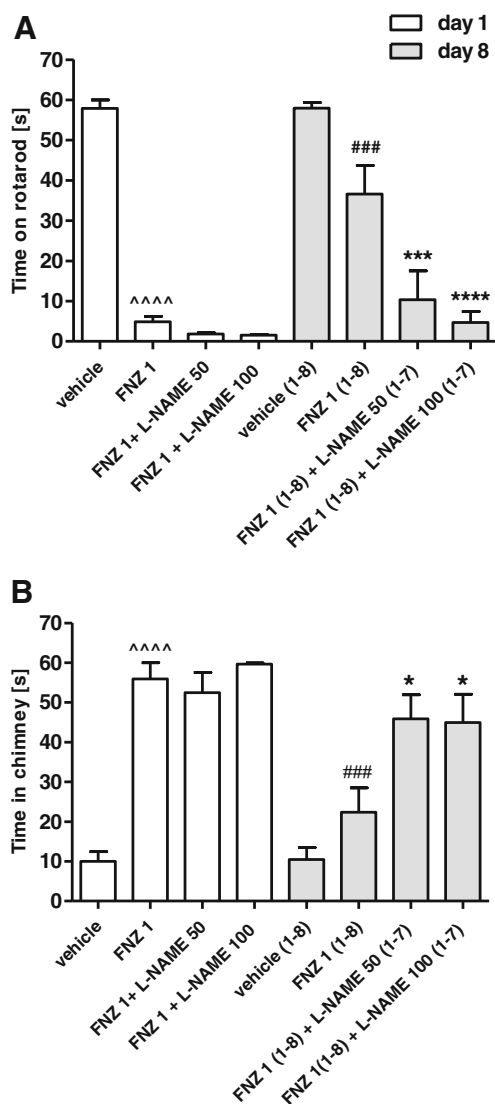 A
day 1
day 8
Time on rotarod [s]
70
60
50
40
30
20
10
0
^^^^
###
***
****
vehicle
FNZ 1
FNZ 1+ L-NAME 50
FNZ 1 + L-NAME 100
vehicle (1-8)
FNZ 1 (1-8)
FNZ 1 (1-8) + L-NAME 50 (1-7)
FNZ 1 (1-8) + L-NAME 100 (1-7)
B
Time in chimney [s]
70
60
50
40
30
20
10
0
^^^^
###
*
*
vehicle
FNZ 1
FNZ 1+ L-NAME 50
FNZ 1 + L-NAME 100
vehicle (1-8)
FNZ 1 (1-8)
FNZ 1 (1-8) + L-NAME 50 (1-7)
FNZ 1(1-8) + L-NAME 100 (1-7)